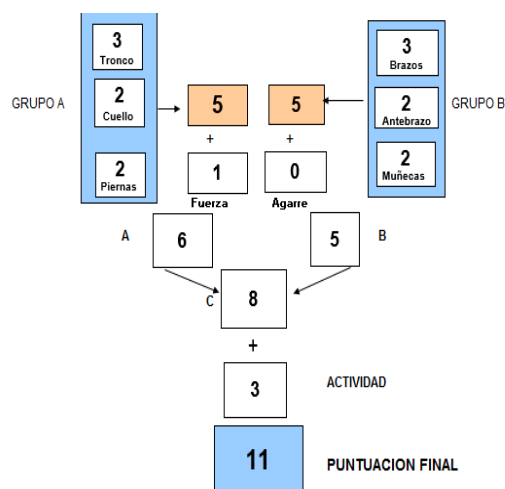 3
Tronco
3
Brazos
GRUPO A
2
Cuello
5
5
2
Antebrazo
GRUPO B
+
+
2
Piernas
1
0
2
Muñecas
Fuerza
Agarre
A
6
5
B
C
8
+
3
ACTIVIDAD
11
PUNTUACION FINAL